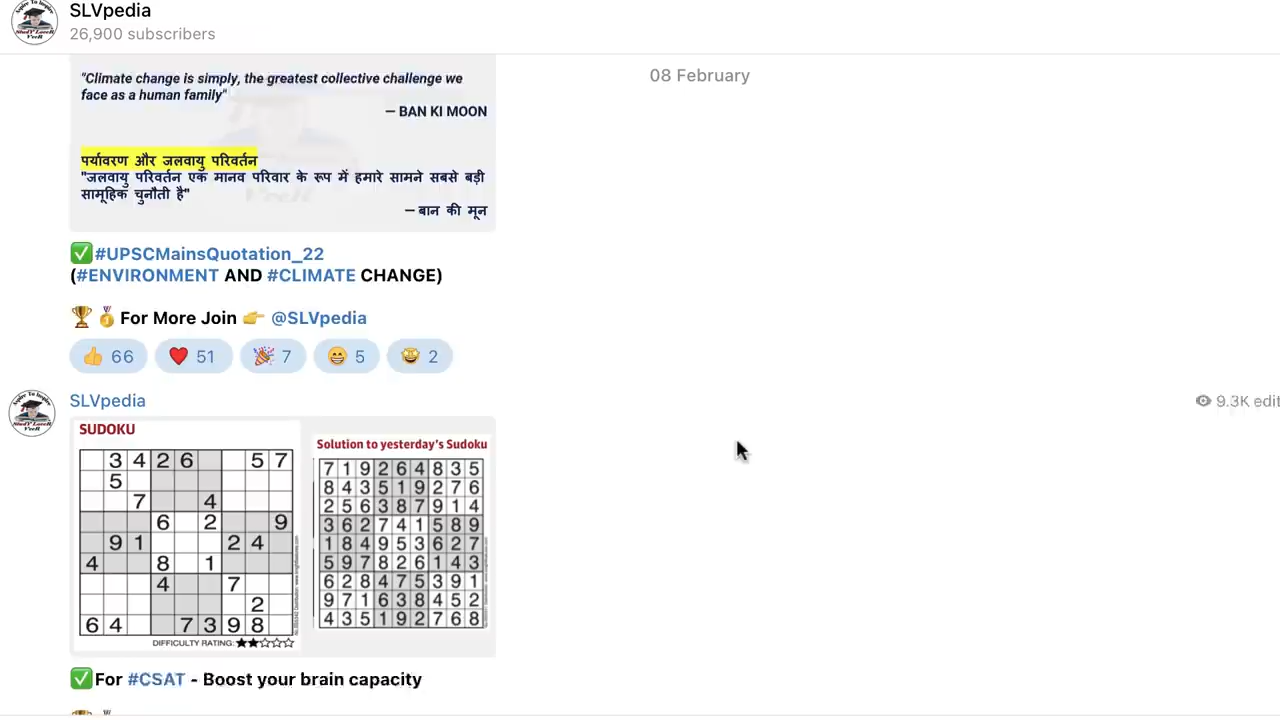 SLVpedia
26,900 subscribers
08 February
"Climate change is simply, the greatest collective challenge we
face as a human family"
— BAN KI MOON
पर्यावरण और जलवायु परिवर्तन
"जलवायु परिवर्तन एक मानव परिवार के रूप में हमारे सामने सबसे बड़ी
सामूहिक चुनौती है"
— बान की मून
✅#UPSCMainsQuotation_22
(#ENVIRONMENT AND #CLIMATE CHANGE)
🏆🥇For More Join 👉 @SLVpedia
👍 66 ❤️ 51 🎉 7 😁 5 🤩 2
SLVpedia
9.3K edit
SUDOKU
3 4 2 6 5 7
5
7 4
6 2 9
9 1 2 4
4 8 1
4 7
2
6 4 7 3 9 8
DIFFICULTY RATING: ★★☆☆☆
Solution to yesterday's Sudoku
7 1 9 2 6 4 8 3 5
8 4 3 5 1 9 2 7 6
2 5 6 3 8 7 9 1 4
3 6 2 7 4 1 5 8 9
1 8 4 9 5 3 6 2 7
5 9 7 8 2 6 1 4 3
6 2 8 4 7 5 3 9 1
9 7 1 6 3 8 4 5 2
4 3 5 1 9 2 7 6 8
✅For #CSAT - Boost your brain capacity